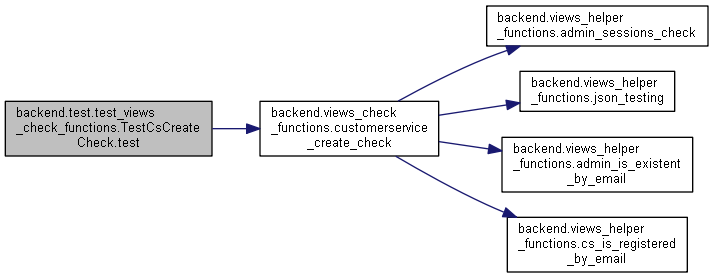 backend.test.test_views
_check_functions.TestCsCreate
Check.test
backend.views_check
_functions.customerservice
_create_check
backend.views_helper
_functions.admin_sessions_check
backend.views_helper
_functions.json_testing
backend.views_helper
_functions.admin_is_existent
_by_email
backend.views_helper
_functions.cs_is_registered
_by_email